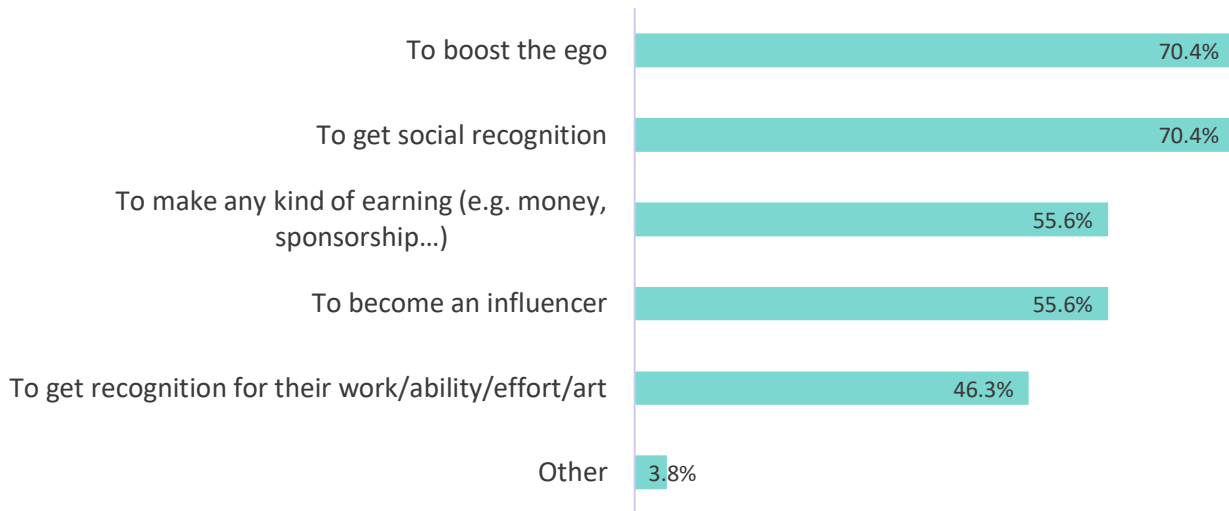 To boost the ego
70.4%
To get social recognition
70.4%
To make any kind of earning (e.g. money,
sponsorship...)
55.6%
To become an influencer
55.6%
To get recognition for their work/ability/effort/art
46.3%
Other
3.8%